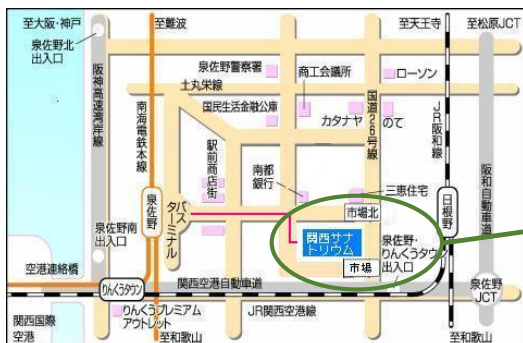 至大阪・神戸
至難波
至天王寺
至松原JCT
泉佐野北
出入口
泉佐野警察署
商工会議所
ローソン
土丸栄線
阪神高速湾岸線
南海電鉄本線
国民生活金融公庫
カタナヤ
国道26号線
のて
JR阪和線
阪和自動車道
駅前商店街
南都
銀行
三恵住宅
泉佐野
バスターミナル
市場北
日根野
関西サナ
トリウム
泉佐野・
りんくうタウン
出入口
泉佐野南
出入口
市場
空港連絡橋
りんくうタウン
関西空港自動車道
泉佐野
JCT
関西国際
空港
りんくうプレミアム
アウトレット
JR関西空港線
至和歌山
至和歌山